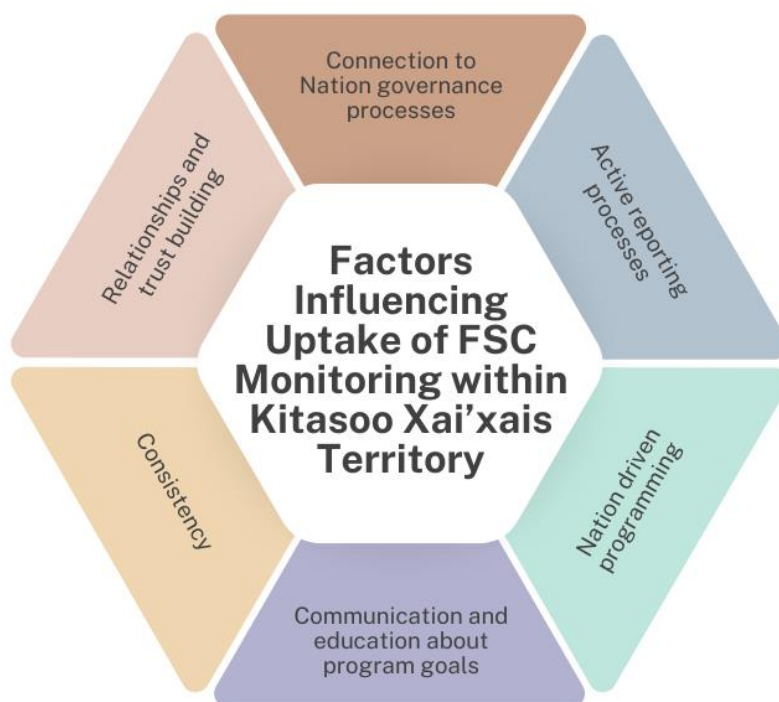 Connection to
Nation governance
processes
Active reporting
processes
Nation driven
programming
Communication and
education about
program goals
Consistency
Relationships and
trust building
Factors
Influencing
Uptake of FSC
Monitoring within
Kitasoo Xai’xais
Territory